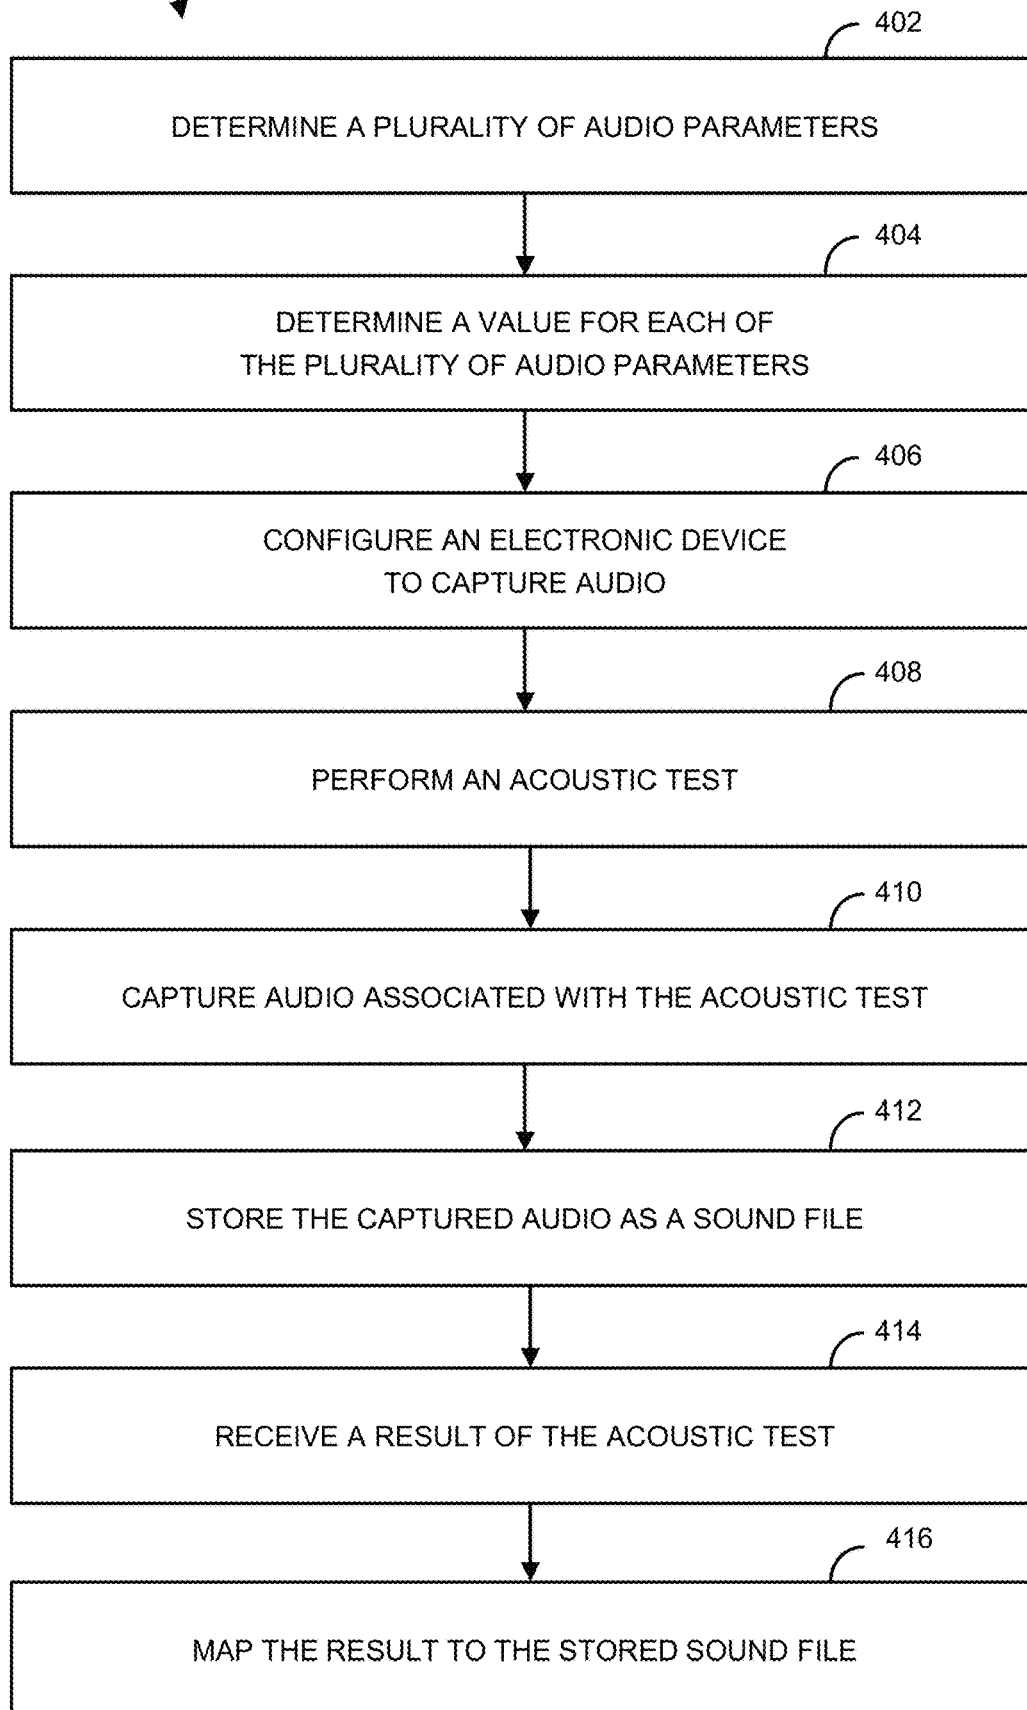 402
DETERMINE A PLURALITY OF AUDIO PARAMETERS
404
DETERMINE A VALUE FOR EACH OF
THE PLURALITY OF AUDIO PARAMETERS
406
CONFIGURE AN ELECTRONIC DEVICE
TO CAPTURE AUDIO
408
PERFORM AN ACOUSTIC TEST
410
CAPTURE AUDIO ASSOCIATED WITH THE ACOUSTIC TEST
412
STORE THE CAPTURED AUDIO AS A SOUND FILE
414
RECEIVE A RESULT OF THE ACOUSTIC TEST
416
MAP THE RESULT TO THE STORED SOUND FILE